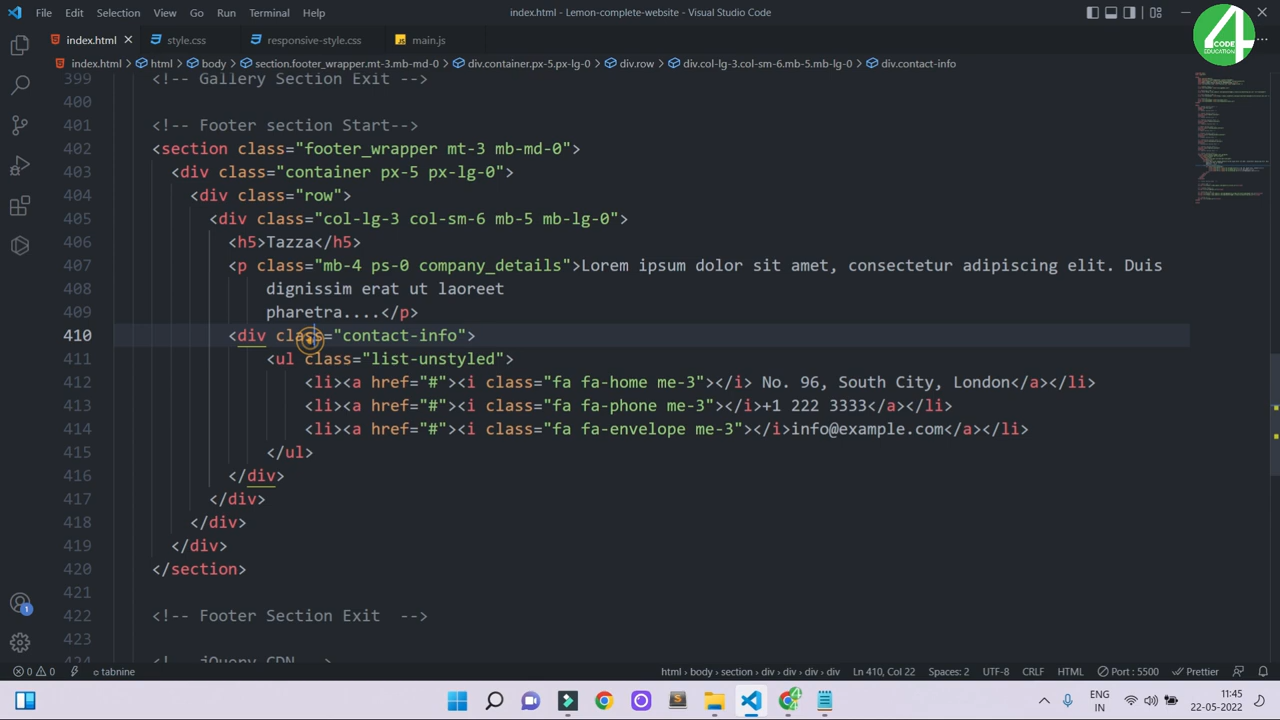 File Edit Selection View Go Run Terminal Help
index.html - Lemon-complete-website - Visual Studio Code
4
CODE
EDUCATION
index.html style.css responsive-style.css main.js
index.html > html > body > section.footer_wrapper.mt-3.mb-md-0 > div.container.px-5.px-lg-0 > div.row > div.col-lg-3.col-sm-6.mb-5.mb-lg-0 > div.contact-info
399 <!-- Gallery Section Exit -->
400
401 <!-- Footer section start-->
402 <section class="footer_wrapper mt-3 mb-md-0">
403 <div class="container px-5 px-lg-0">
404 <div class="row">
405 <div class="col-lg-3 col-sm-6 mb-5 mb-lg-0">
406 <h5>Tazza</h5>
407 <p class="mb-4 ps-0 company_details">Lorem ipsum dolor sit amet, consectetur adipiscing elit. Duis
408 dignissim erat ut laoreet
409 pharetra....</p>
410 <div class="contact-info">
411 <ul class="list-unstyled">
412 <li><a href="#"><i class="fa fa-home me-3"></i> No. 96, South City, London</a></li>
413 <li><a href="#"><i class="fa fa-phone me-3"></i>+1 222 3333</a></li>
414 <li><a href="#"><i class="fa fa-envelope me-3"></i>info@example.com</a></li>
415 </ul>
416 </div>
417 </div>
418 </div>
419 </div>
420 </section>
421
422 <!-- Footer Section Exit -->
423
424 <!-- jQuery CDN -->
1
0 0 tabnine
html > body > section > div > div > div > div Ln 410, Col 22 Spaces: 2 UTF-8 CRLF HTML Port : 5500 Prettier
ENG
IN
11:45
22-05-2022